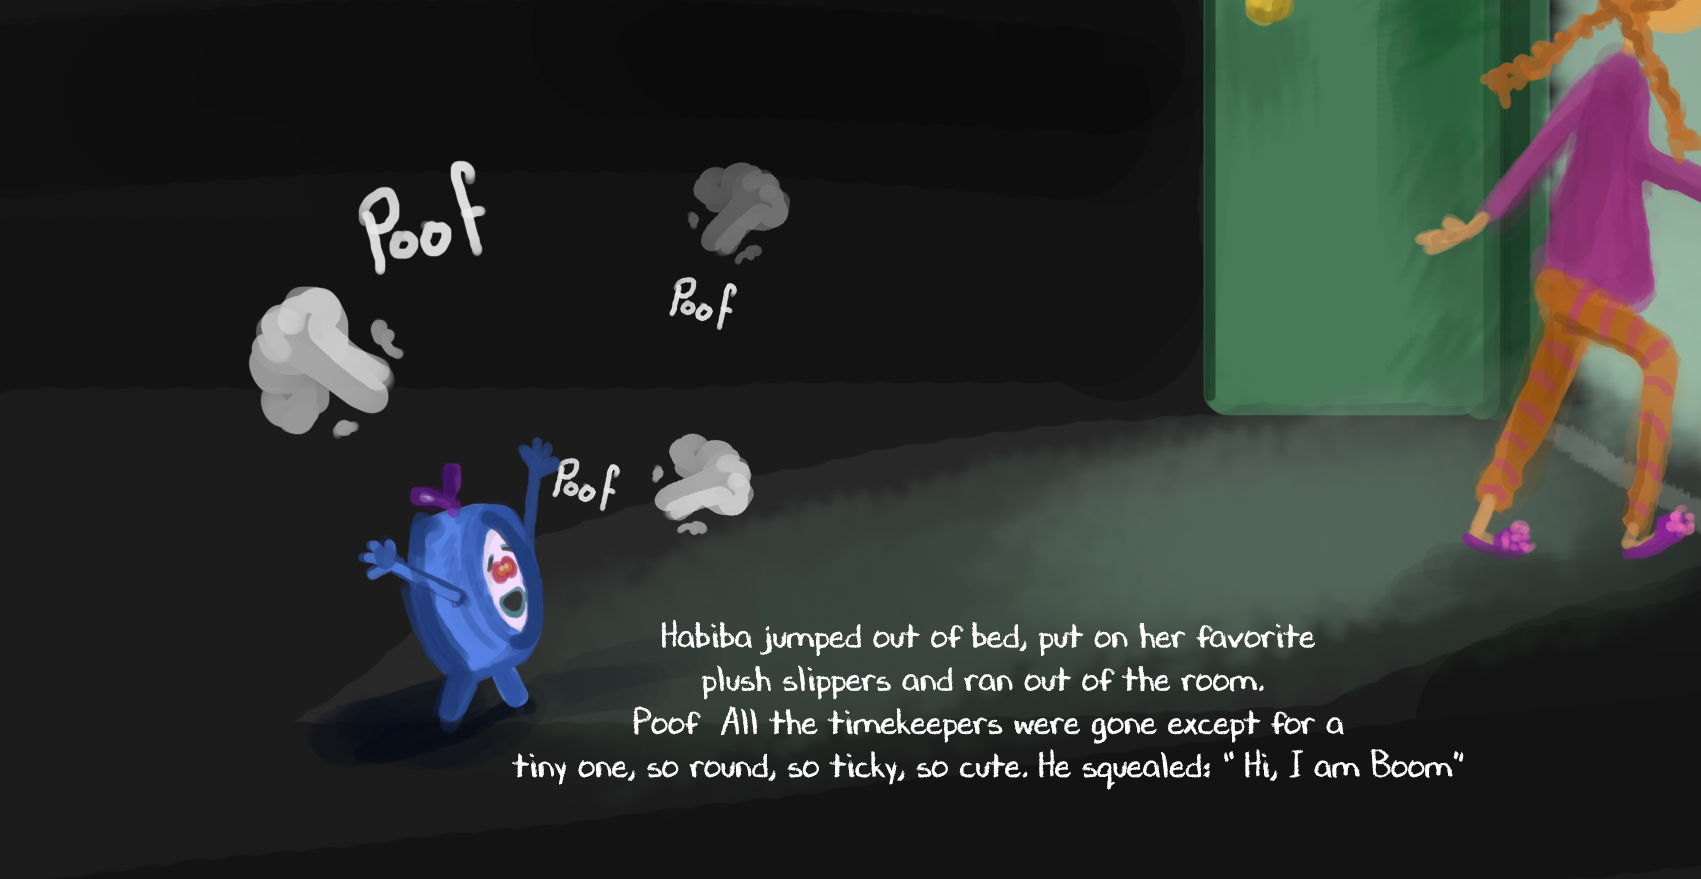 Poof
Poof
Poof
Habiba jumped out of bed, put on her favorite
plush slippers and ran out of the room.
Poof All the timekeepers were gone except for a
tiny one, so round, so ticky, so cute. He squealed: " Hi, I am Boom"